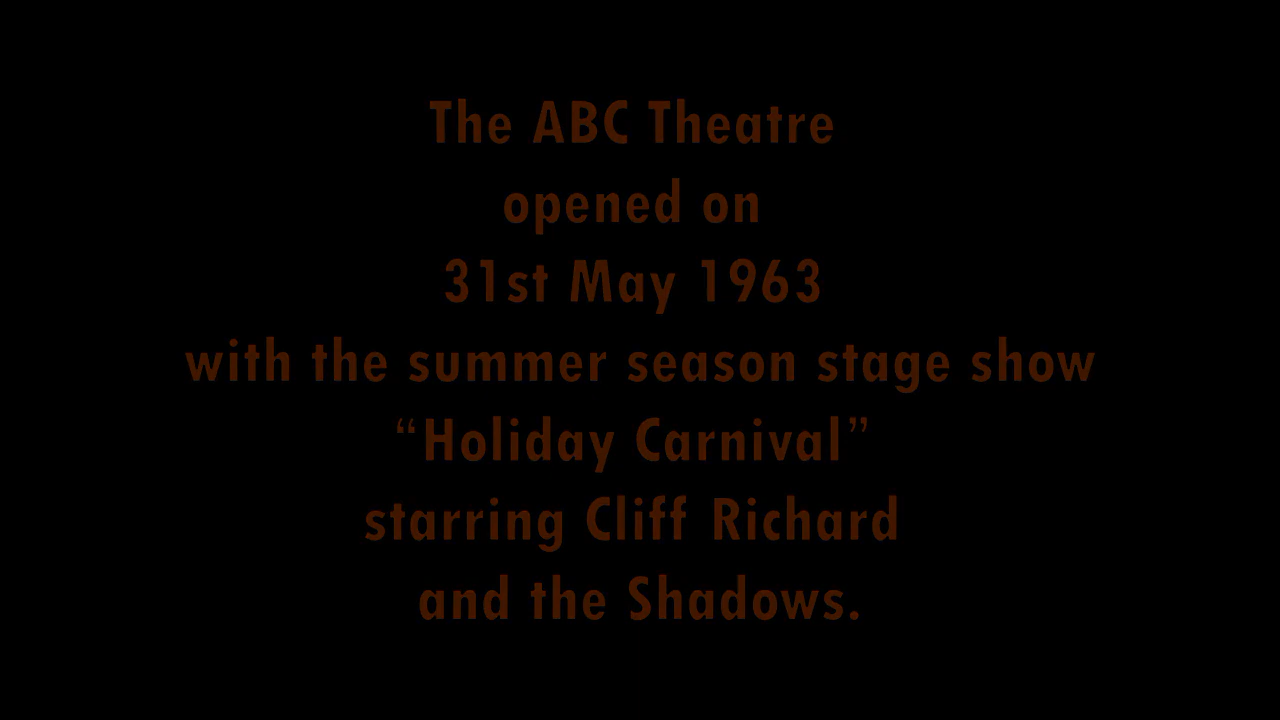 The ABC Theatre
opened on
31st May 1963
with the summer season stage show
“Holiday Carnival”
starring Cliff Richard
and the Shadows.